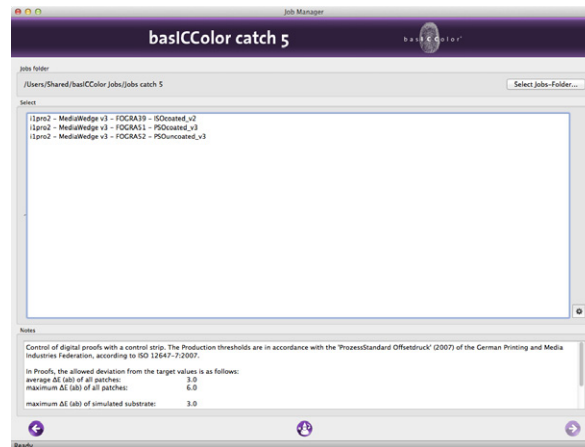 Job Manager
basICColor catch 5
basICColor
Jobs folder
/Users/Shared/basICColor Jobs/Jobs catch 5
Select Jobs-Folder...
Select
i1pro2 - MediaWedge v3 - FOGRA39 - ISOcoated_v2
i1pro2 - MediaWedge v3 - FOGRA51 - PSOcoated_v3
i1pro2 - MediaWedge v3 - FOGRA52 - PSOuncoated_v3
Notes
Control of digital proofs with a control strip. The Production thresholds are in accordance with the 'ProzessStandard Offsetdruck' (2007) of the German Printing and Media
Industries Federation, according to ISO 12647-7:2007.
In Proofs, the allowed deviation from the target values is as follows:
average ΔE (ab) of all patches: 3.0
maximum ΔE (ab) of all patches: 6.0
maximum ΔE (ab) of simulated substrate: 3.0
Ready